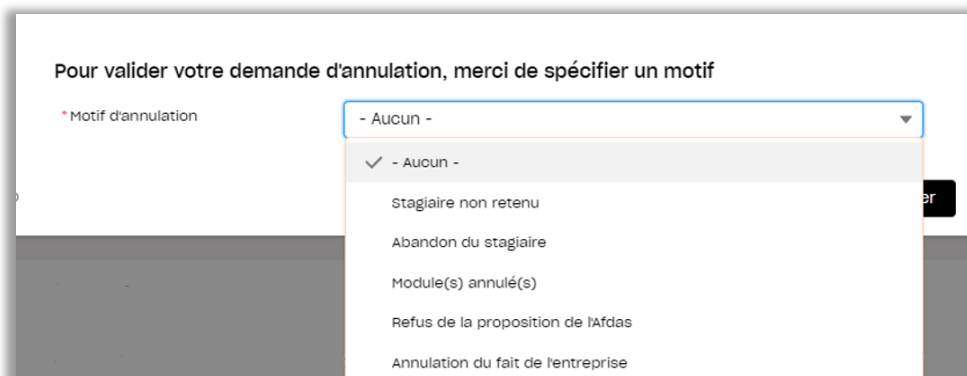 Pour valider votre demande d'annulation, merci de spécifier un motif
*Motif d'annulation
- Aucun -
- Aucun -
Stagiaire non retenu
Abandon du stagiaire
Module(s) annulé(s)
Refus de la proposition de l'Afdas
Annulation du fait de l'entreprise